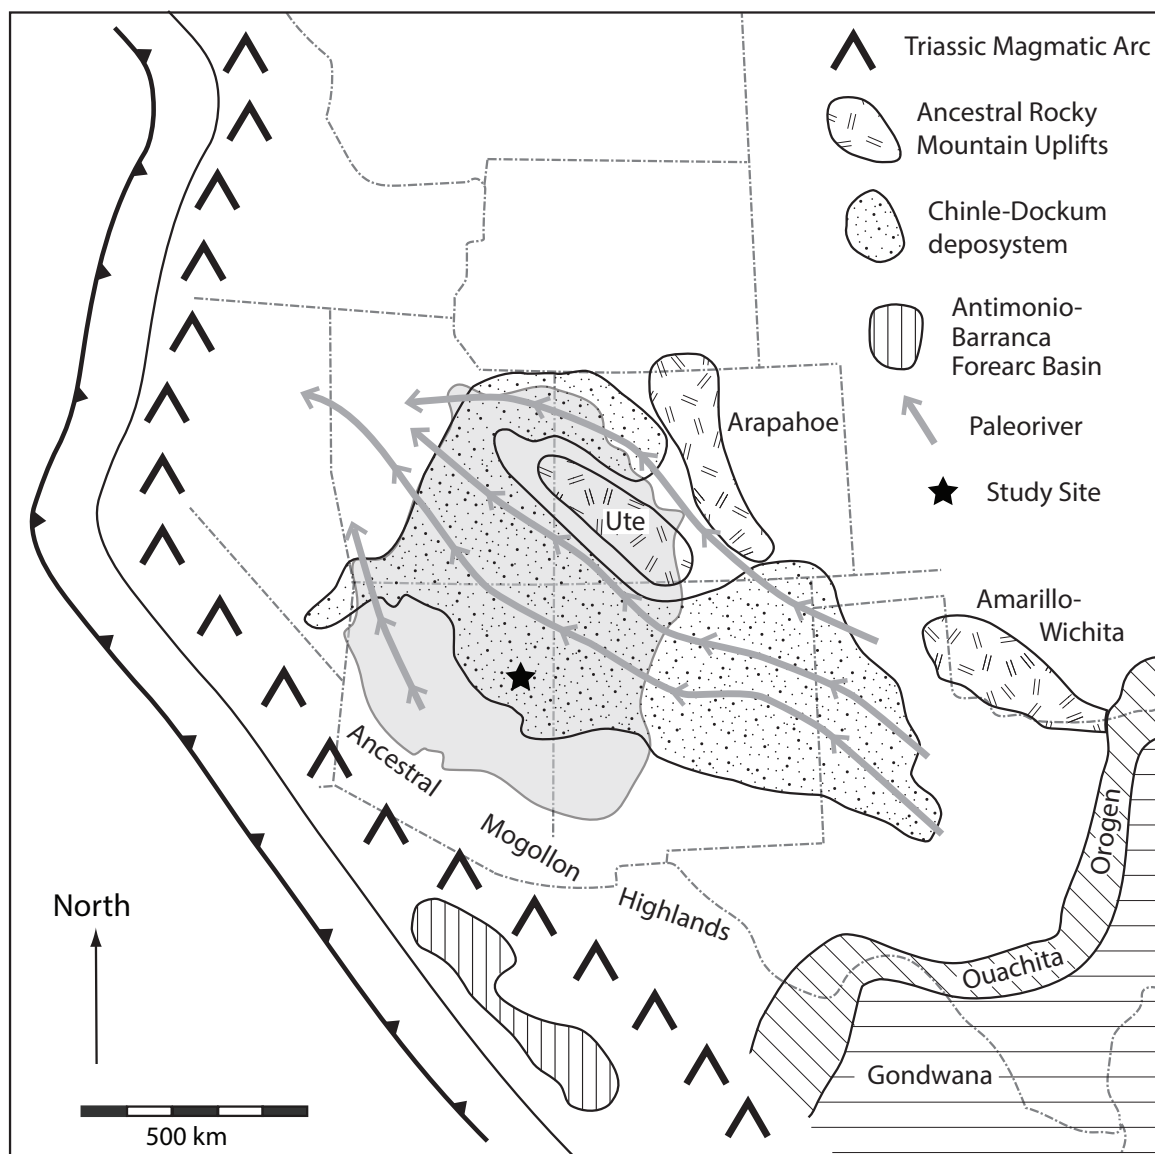 Triassic Magmatic Arc
Ancestral Rocky
Mountain Uplifts
Chinle-Dockum
deposystem
Antimonio-
Barranca
Forearc Basin
Paleoriver
Study Site
Arapahoe
Ute
Amarillo-
Wichita
Ancestral
Mogollon
Highlands
Orogen
Ouachita
Gondwana
North
500 km